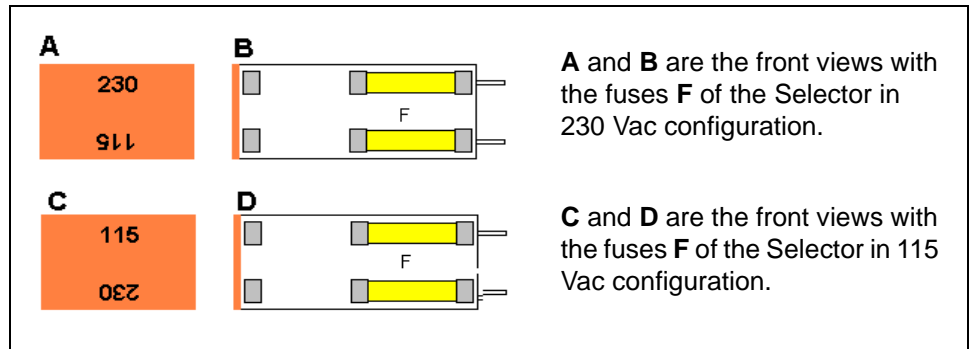 A
B
230
115
F
A and B are the front views with
the fuses F of the Selector in
230 Vac configuration.
C
D
115
230
F
C and D are the front views with
the fuses F of the Selector in 115
Vac configuration.